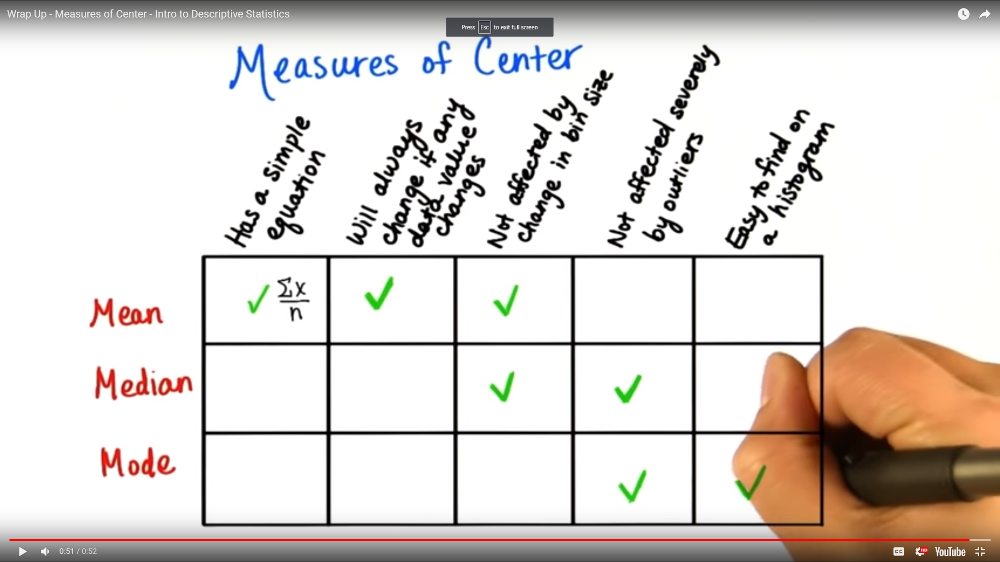 Wrap Up - Measures of Center - Intro to Descriptive Statistics
Press Esc to exit full screen
Measures of Center
Has a simple
equation
Will always
change if any
data value
changes
Not affected by
change in bin size
Not affected severely
by outliers
Easy to find on
a histogram
Mean
✓ Σx
n
✓
✓
Median
✓
✓
Mode
✓
✓
0:51 / 0:52
CC
HD
YouTube